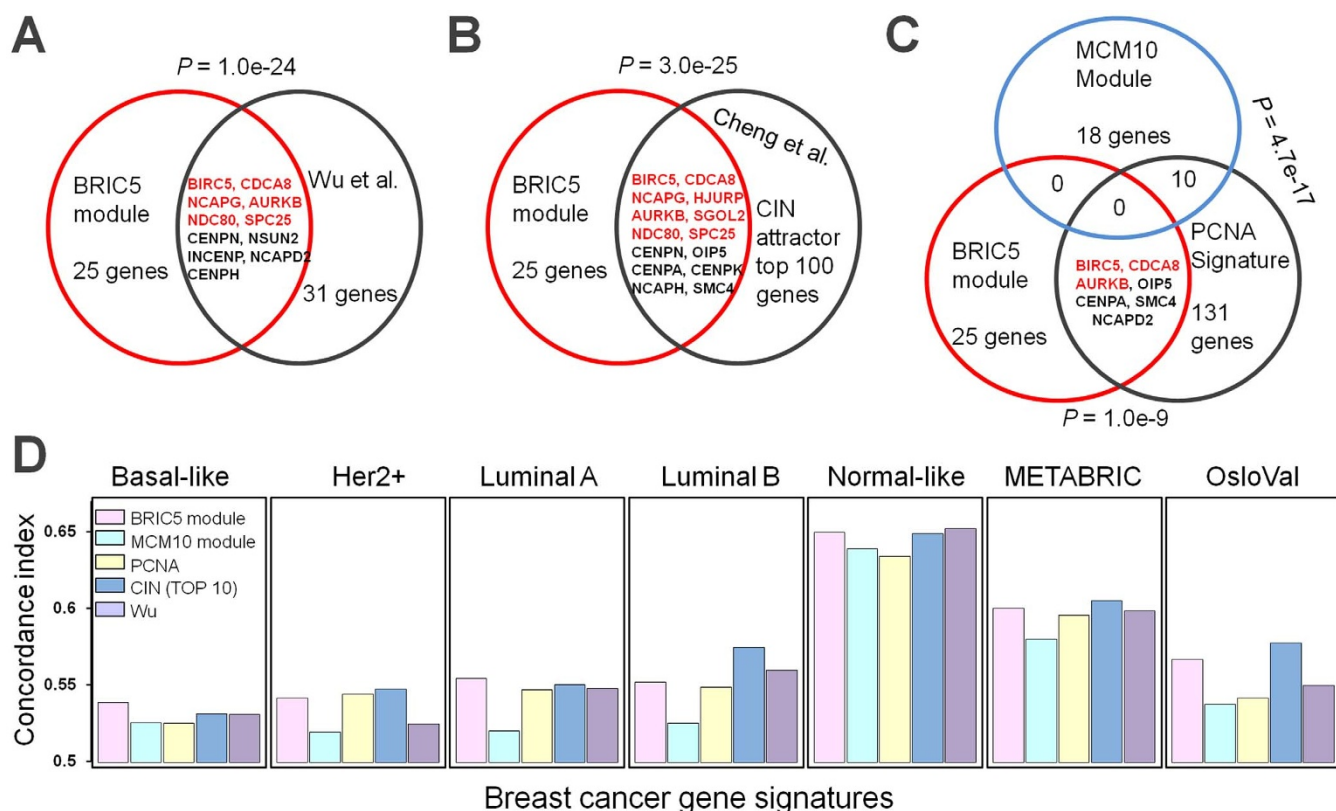 A
P = 1.0e-24
BRIC5
module
25 genes
BIRC5, CDCA8
NCAPG, AURKB
NDC80, SPC25
CENPN, NSUN2
INCENP, NCAPD2
CENPH
Wu et al.
31 genes
B
P = 3.0e-25
BRIC5
module
25 genes
BIRC5, CDCA8
NCAPG, HJURP
AURKB, SGOL2
NDC80, SPC25
CENPN, OIP5
CENPA, CENPK
NCAPH, SMC4
Cheng et al.
CIN
attractor
top 100
genes
C
MCM10
Module
18 genes
P = 4.7e-17
0
10
0
BRIC5
module
25 genes
BIRC5, CDCA8
AURKB, OIP5
CENPA, SMC4
NCAPD2
PCNA
Signature
131
genes
P = 1.0e-9
D
Basal-like
Her2+
Luminal A
Luminal B
Normal-like
METABRIC
OsloVal
Concordance index
0.65
0.6
0.55
0.5
BRIC5 module
MCM10 module
PCNA
CIN (TOP 10)
Wu
Breast cancer gene signatures